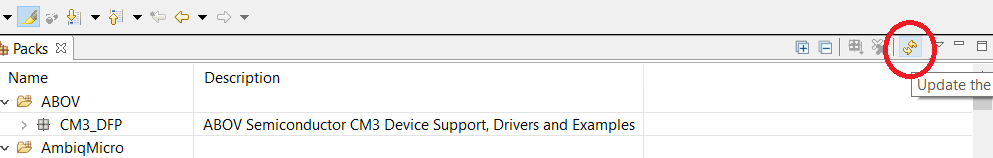 Packs
Update the
Name Description
ABOV
CM3_DFP ABOV Semiconductor CM3 Device Support, Drivers and Examples
AmbiqMicro